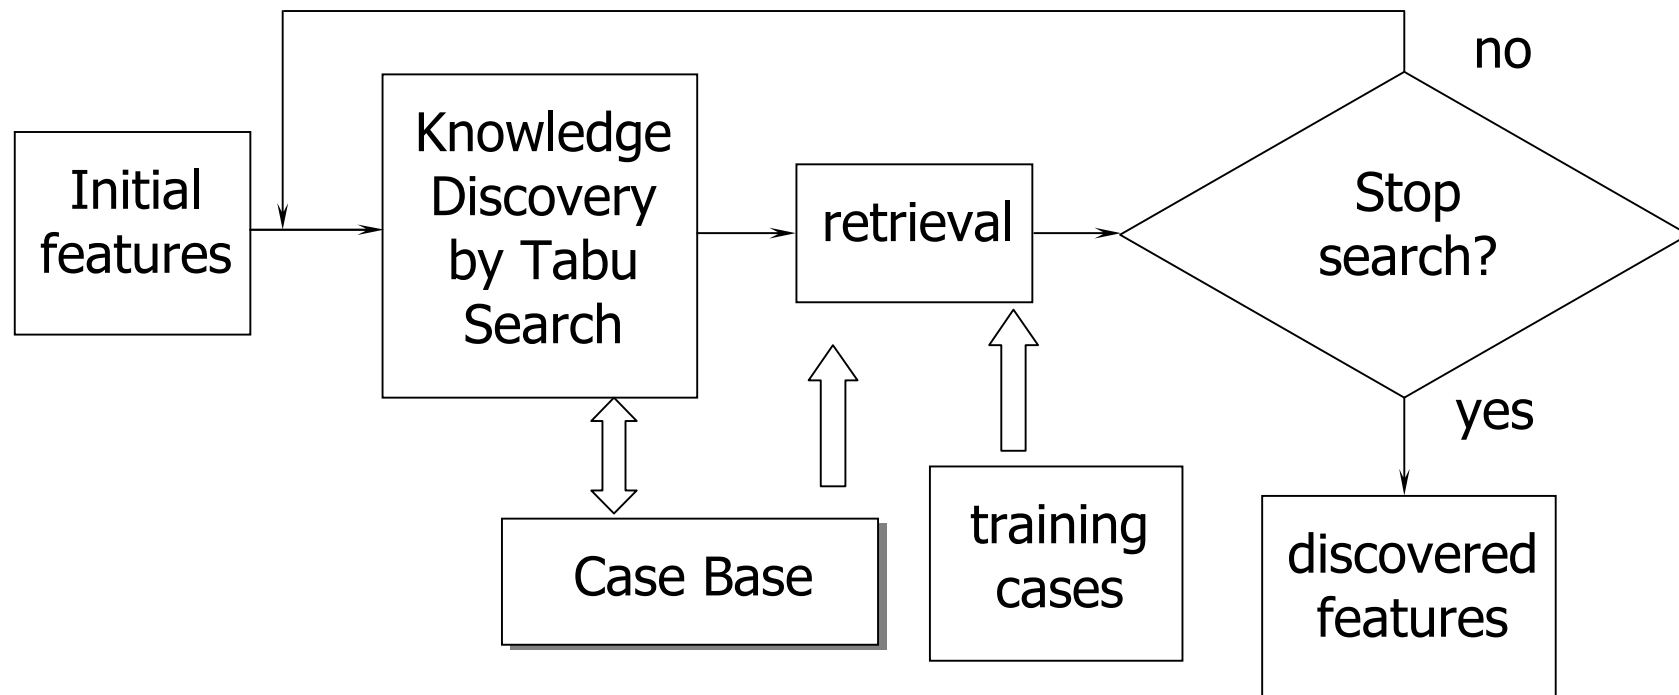 Initial
features
Knowledge
Discovery
by Tabu
Search
retrieval
Stop
search?
no
yes
Case Base
training
cases
discovered
features